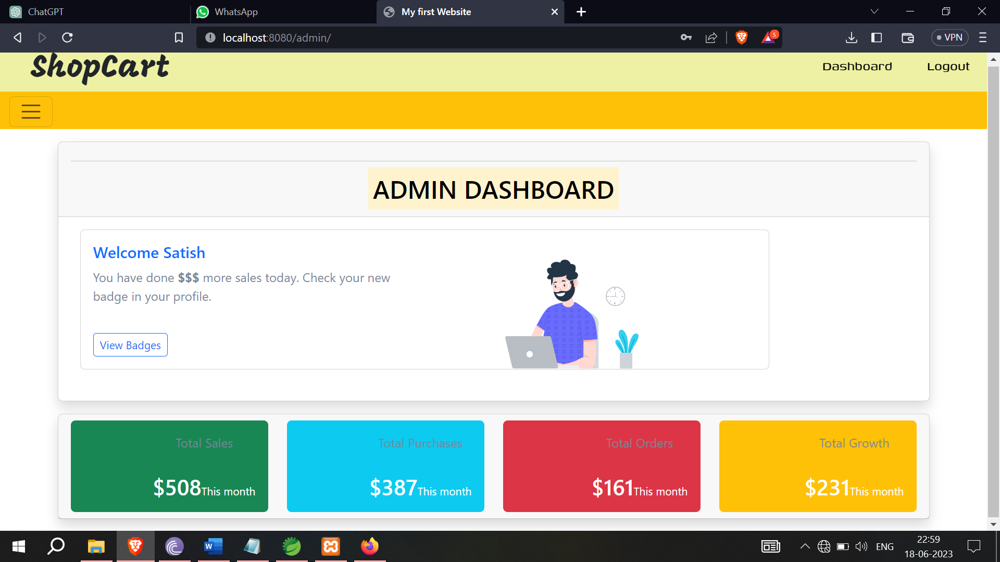 ChatGPT
WhatsApp
My first Website
localhost:8080/admin/
5
VPN
ShopCart
Dashboard
Logout
ADMIN DASHBOARD
Welcome Satish
You have done $$$ more sales today. Check your new
badge in your profile.
View Badges
Total Sales
$508This month
Total Purchases
$387This month
Total Orders
$161This month
Total Growth
$231This month
W
ENG
22:59
18-06-2023